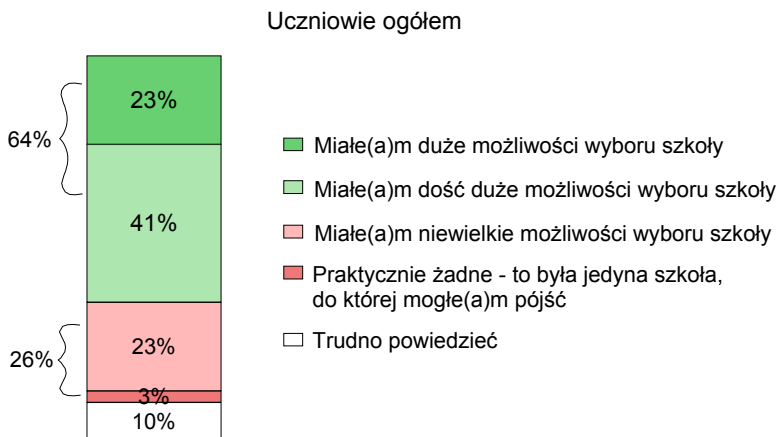 Uczniowie ogółem
23%
64%
41%
23%
26%
3%
10%
Miałe(a)m duże możliwości wyboru szkoły
Miałe(a)m dość duże możliwości wyboru szkoły
Miałe(a)m niewielkie możliwości wyboru szkoły
Praktycznie żadne - to była jedyna szkoła,
do której mogłe(a)m pójść
Trudno powiedzieć